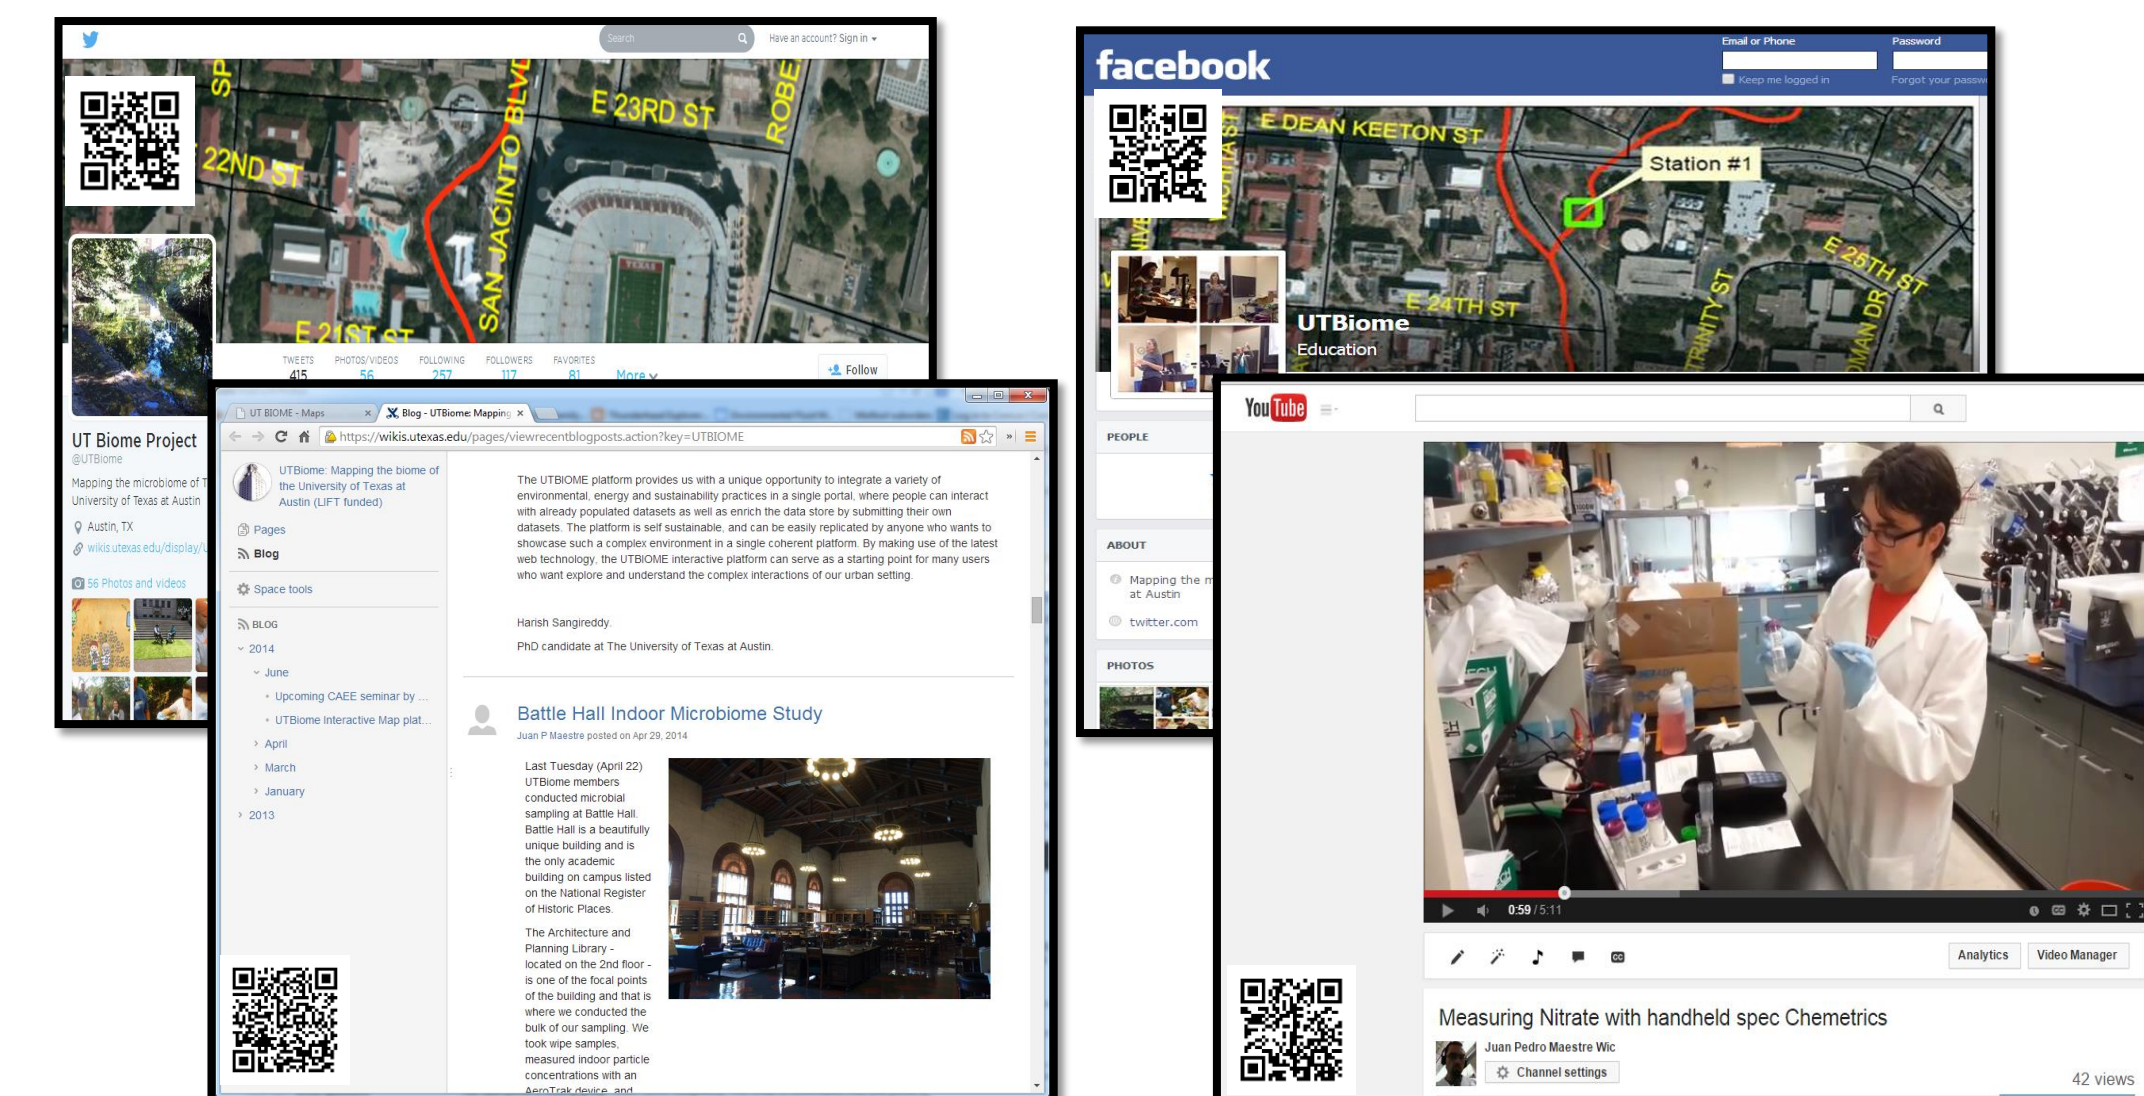 Search
Have an account? Sign in
SP
SAN JACINTO BLVD
E 23RD ST
ROBE
22ND ST
E 21ST ST
TEXAS
TWEETS PHOTOS/VIDEOS FOLLOWING FOLLOWERS FAVORITES
415 56 257 117 81 More
Follow
UT Biome Project
@UTBiome
Mapping the microbiome of T
University of Texas at Austin
Austin, TX
wikis.utexas.edu/display/U
56 Photos and videos
UT BIOME - Maps
Blog - UTBiome: Mapping
https://wikis.utexas.edu/pages/viewrecentblogposts.action?key=UTBIOME
UTBiome: Mapping the biome of
the University of Texas at
Austin (LIFT funded)
Pages
Blog
Space tools
BLOG
2014
June
Upcoming CAEE seminar by ...
UTBiome Interactive Map plat...
April
March
January
2013
The UTBIOME platform provides us with a unique opportunity to integrate a variety of
environmental, energy and sustainability practices in a single portal, where people can interact
with already populated datasets as well as enrich the data store by submitting their own
datasets. The platform is self sustainable, and can be easily replicated by anyone who wants to
showcase such a complex environment in a single coherent platform. By making use of the latest
web technology, the UTBIOME interactive platform can serve as a starting point for many users
who want explore and understand the complex interactions of our urban setting.
Harish Sangireddy.
PhD candidate at The University of Texas at Austin.
Battle Hall Indoor Microbiome Study
Juan P Maestre posted on Apr 29, 2014
Last Tuesday (April 22)
UTBiome members
conducted microbial
sampling at Battle Hall.
Battle Hall is a beautifully
unique building and is
the only academic
building on campus listed
on the National Register
of Historic Places.
The Architecture and
Planning Library -
located on the 2nd floor -
is one of the focal points
of the building and that is
where we conducted the
bulk of our sampling. We
took wipe samples,
measured indoor particle
concentrations with an
AeroTrak device, and
facebook
Email or Phone
Password
Keep me logged in
Forgot your passw
E DEAN KEETON ST
Station #1
E 24TH ST
E 25TH ST
TRINITY ST
MAN DR
UTBiome
Education
PEOPLE
ABOUT
Mapping the m
at Austin
twitter.com
PHOTOS
YouTube
0:59 / 5:11
Analytics
Video Manager
Measuring Nitrate with handheld spec Chemetrics
Juan Pedro Maestre Wic
Channel settings
42 views